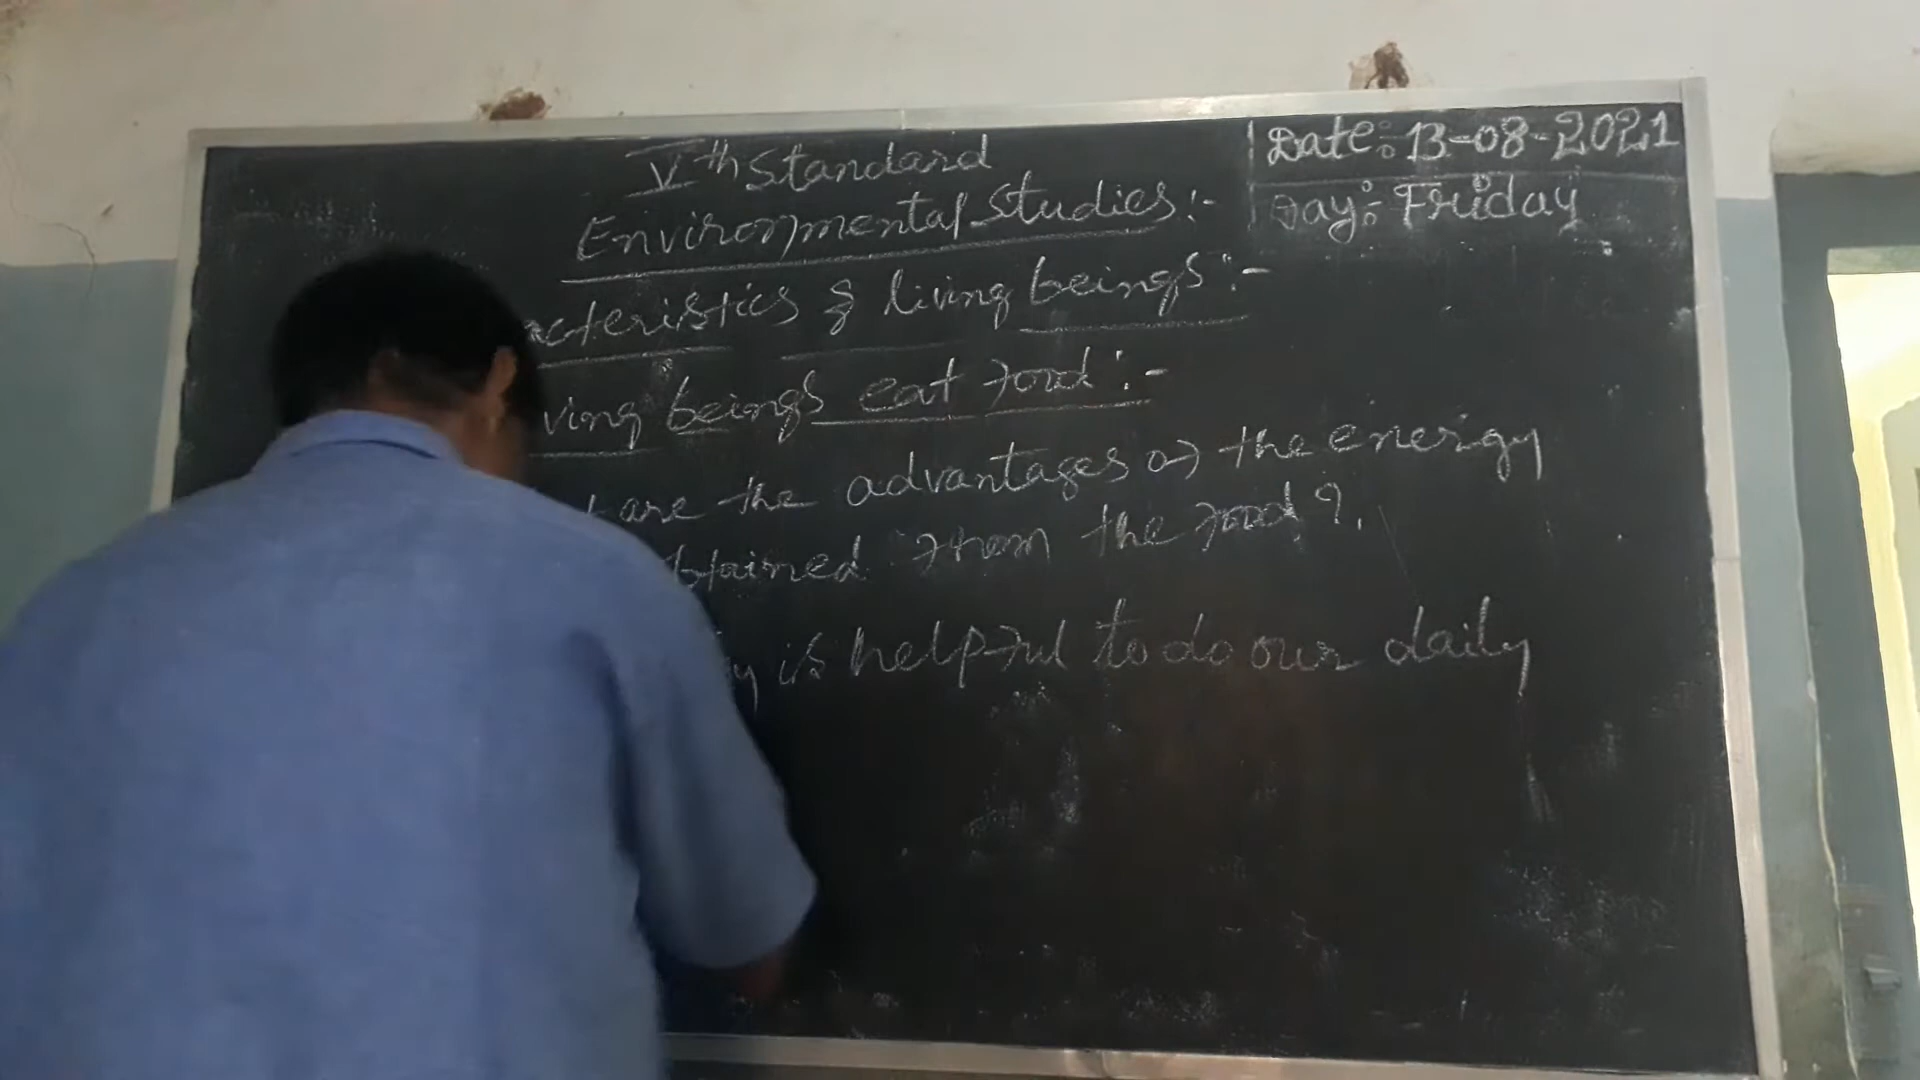 Vth Standard
Date: 13-08-2021
Environmental Studies:-
Day: Friday
acteristics of living beings:-
ving beings eat food:-
are the advantages of the energy
btained from the food?
y is helpful to do our daily